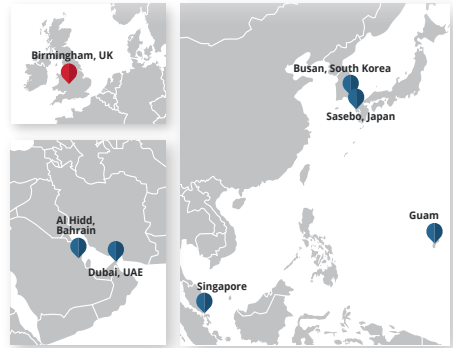 Birmingham, UK
Al Hidd,
Bahrain
Dubai, UAE
Busan, South Korea
Sasebo, Japan
Guam
Singapore